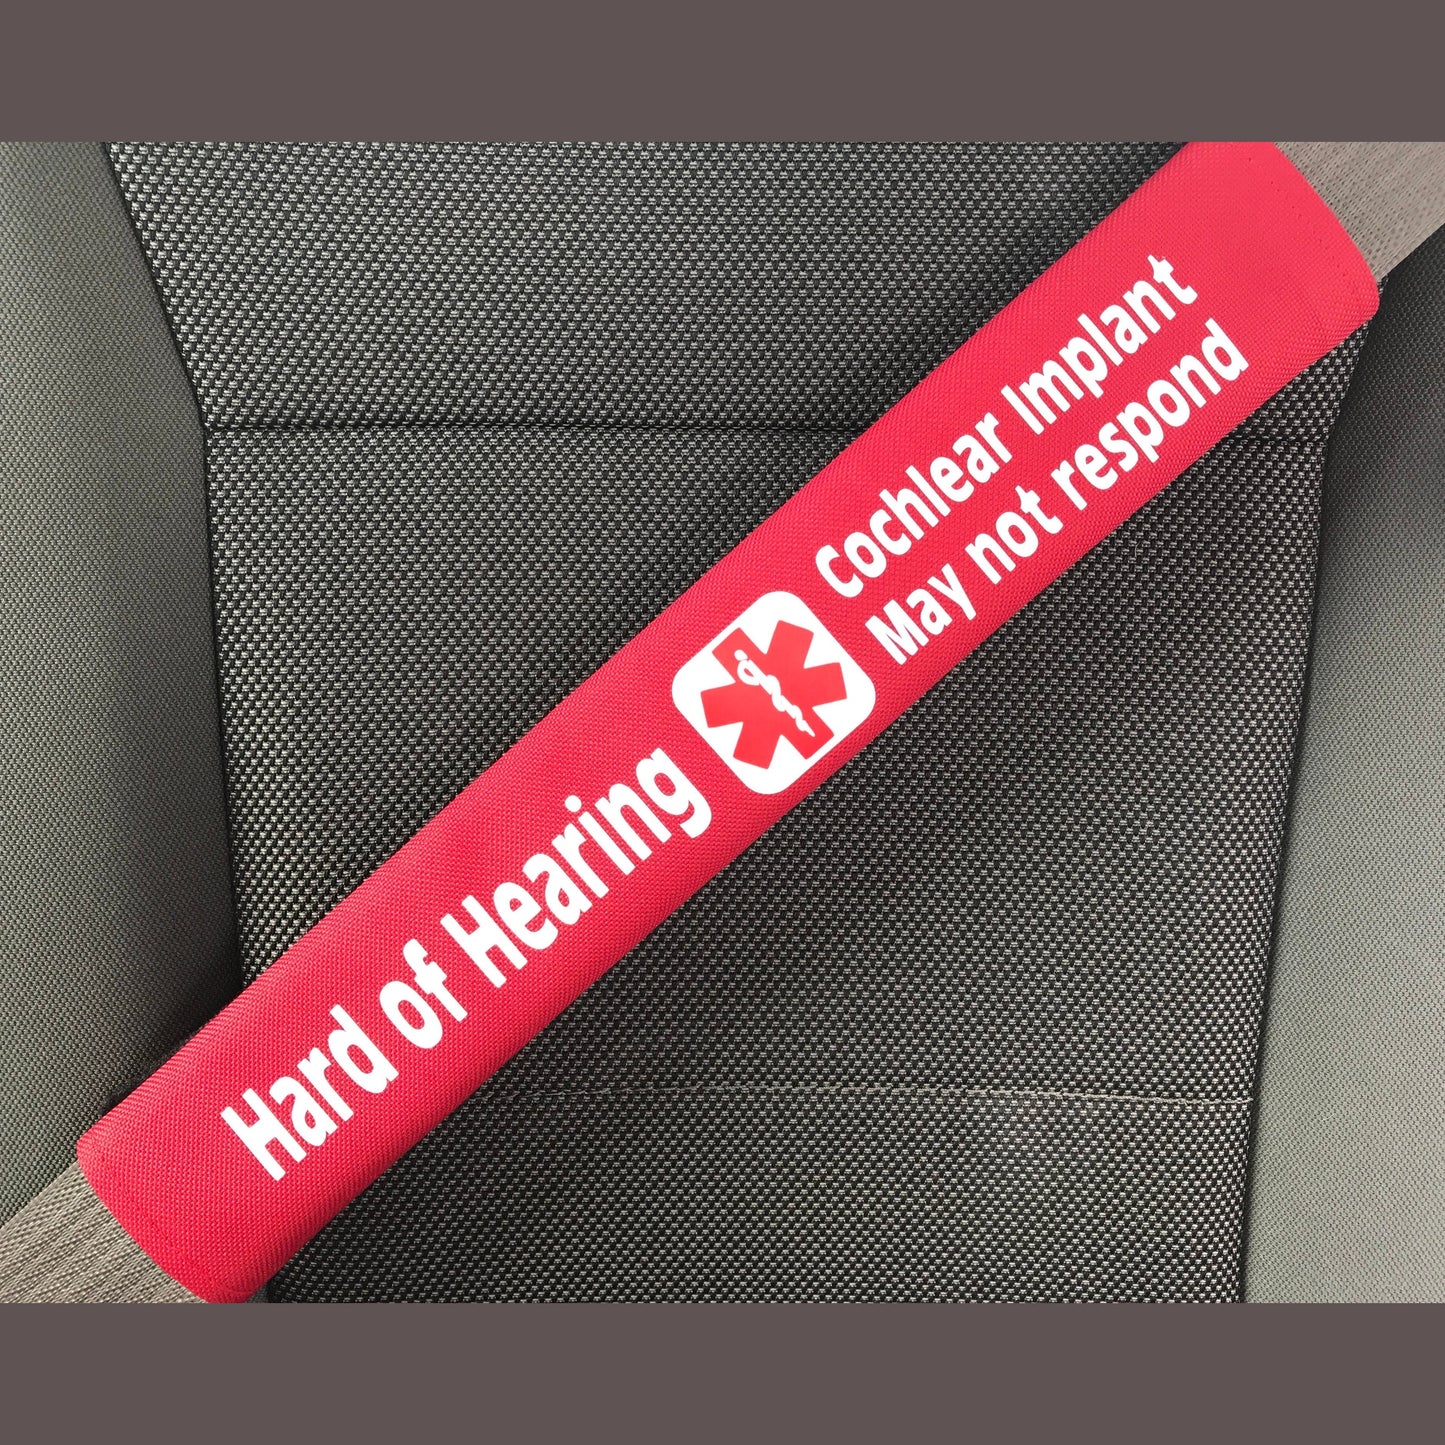 Hard of Hearing
Cochlear Implant
May not respond